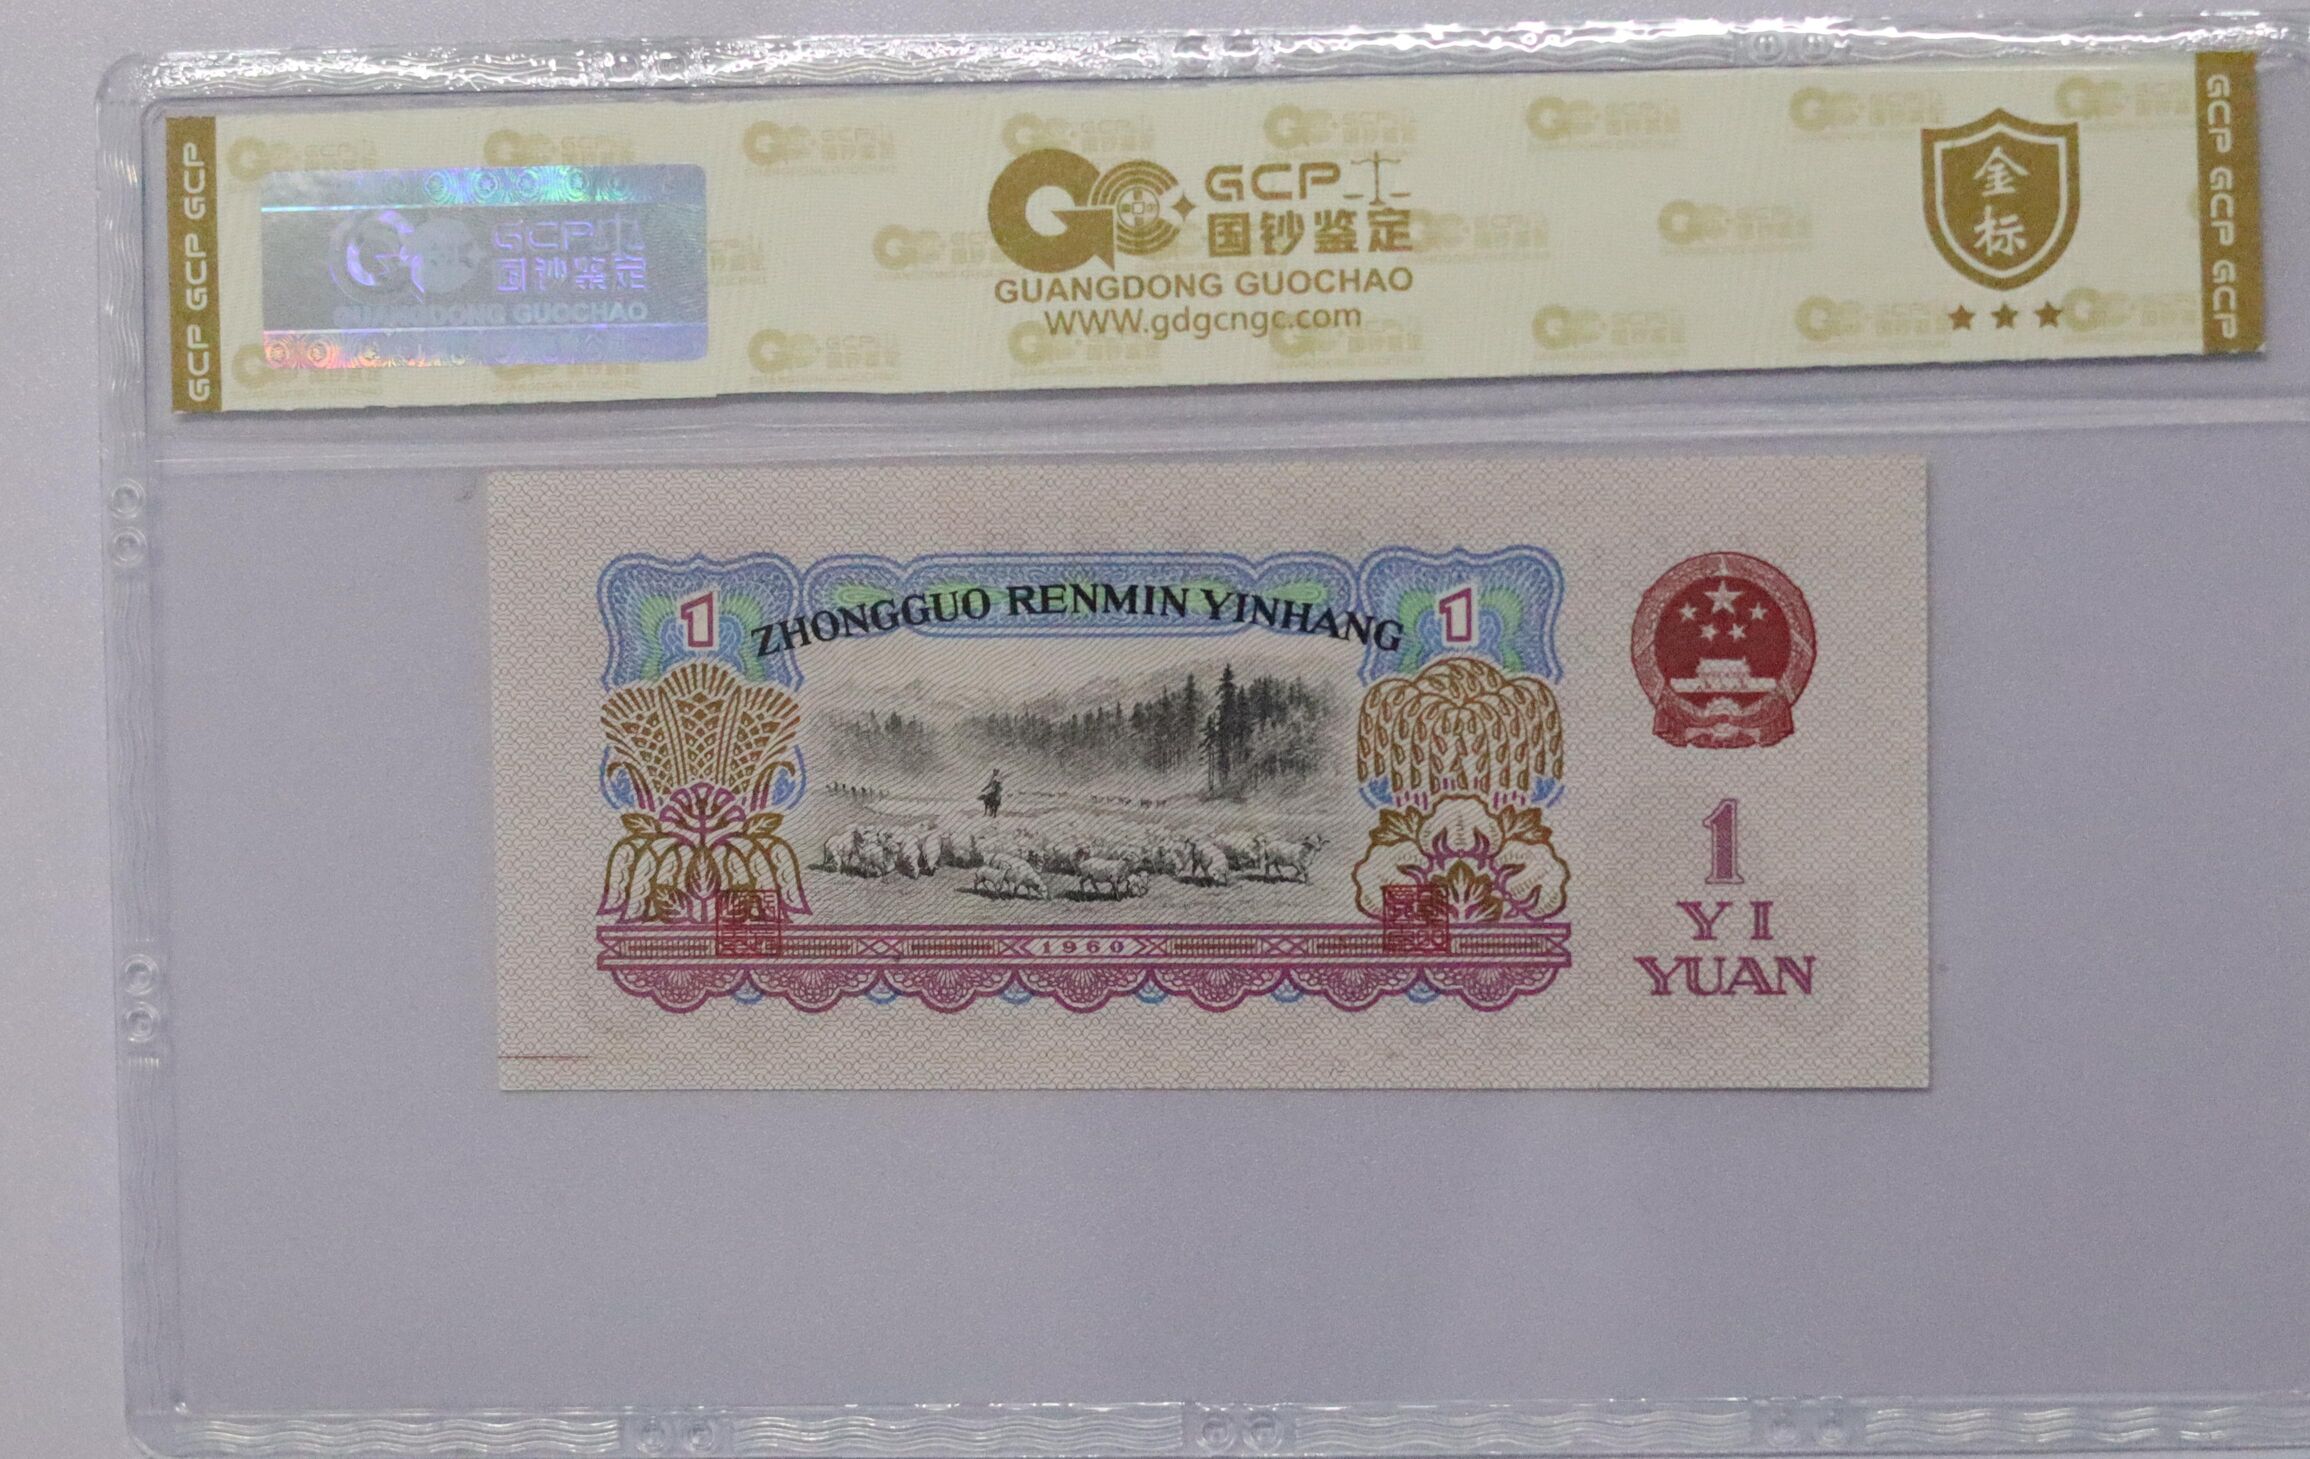 GCP GCP GCP
GCP
国钞鉴定
GUANGDONG GUOCHAO
GCP
国钞鉴定
GUANGDONG GUOCHAO
WWW.gdgcngc.com
金
标
GCP GCP GCP
1
ZHONGGUO RENMIN YINHANG
1
1
YI
YUAN
1960